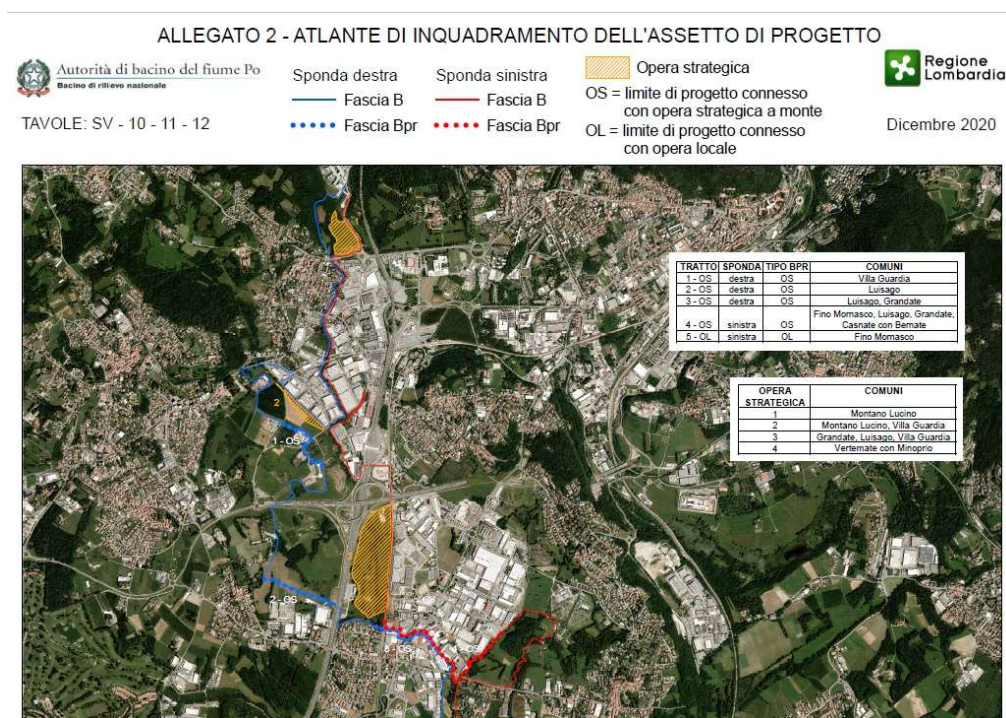 ALLEGATO 2 - ATLANTE DI INQUADRAMENTO DELL'ASSETTO DI PROGETTO
Autorità di bacino del fiume Po
Bacino di rilievo nazionale
TAVOLE: SV - 10 - 11 - 12
Sponda destra
Fascia B
Fascia Bpr
Sponda sinistra
Fascia B
Fascia Bpr
Opera strategica
OS = limite di progetto connesso
con opera strategica a monte
OL = limite di progetto connesso
con opera locale
Regione
Lombardia
Dicembre 2020
TRATTO SPONDA TIPO BPR COMUNI
1 - OS destra OS Villa Guardia
2 - OS destra OS Luisago
3 - OS destra OS Luisago, Grandate
Fino Mornasco, Luisago, Grandate,
4 - OS sinistra OS Casnate con Bernate
5 - OL sinistra OL Fino Mornasco
OPERA
STRATEGICA COMUNI
1 Montano Lucino
2 Montano Lucino, Villa Guardia
3 Grandate, Luisago, Villa Guardia
4 Vertemate con Minoprio
2
1 - OS
2 - OS